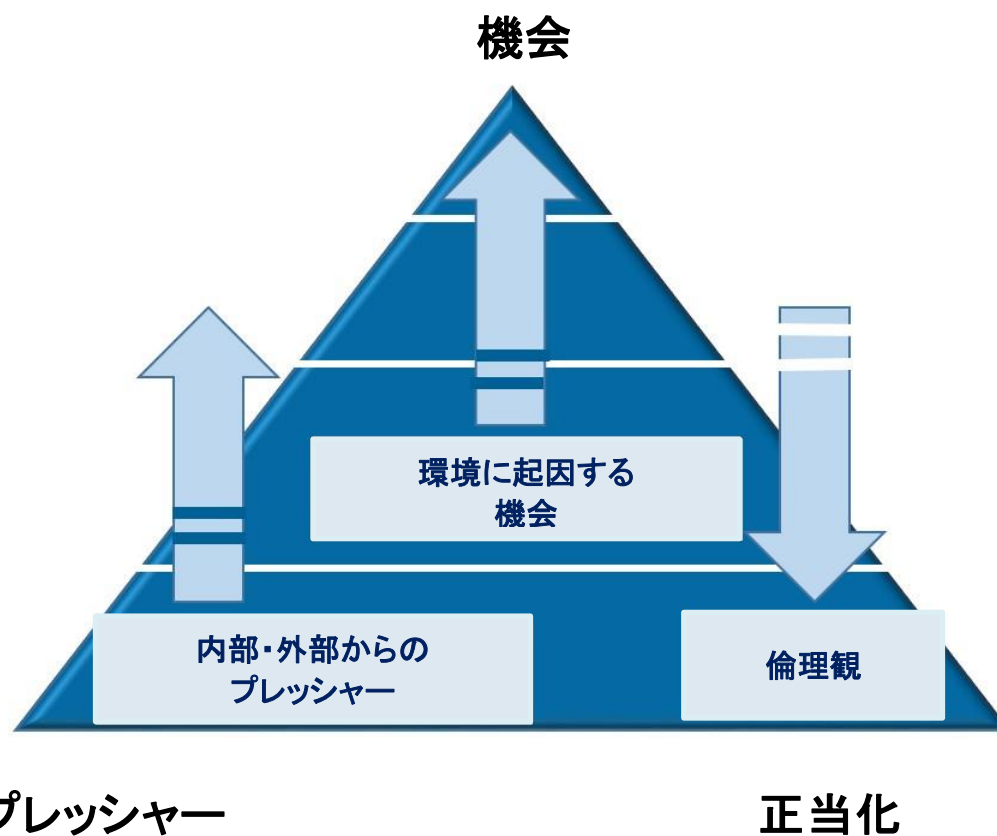 機会
環境に起因する
機会
内部・外部からの
プレッシャー
倫理観
プレッシャー
正当化